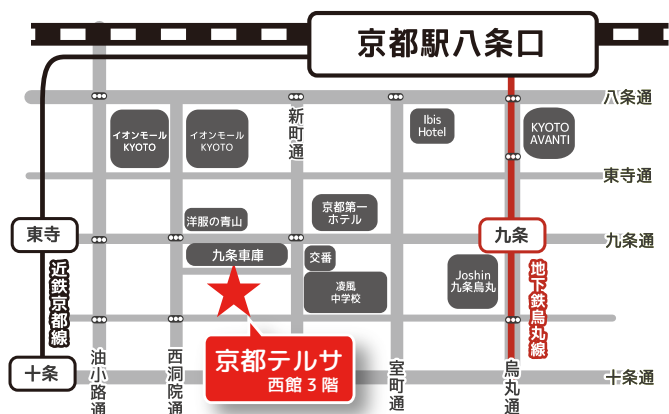 京都駅八条口
八条通
イオンモール
KYOTO
イオンモール
KYOTO
新町通
Ibis
Hotel
KYOTO
AVANTI
東寺通
洋服の青山
京都第一
ホテル
東寺
九条
九条通
九条車庫
交番
近鉄京都線
凌風
中学校
Joshin
九条烏丸
地下鉄烏丸線
京都テルサ
西館3階
十条
油小路通
西洞院通
室町通
烏丸通
十条通